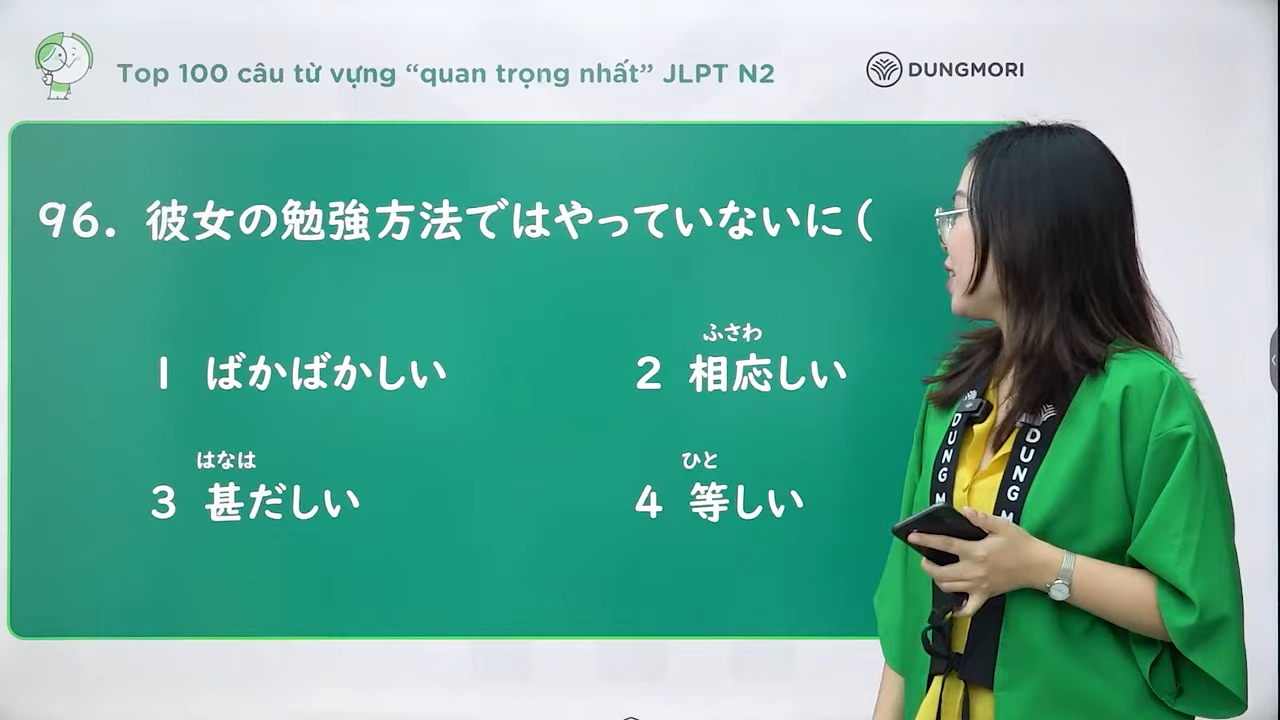 Top 100 câu từ vựng “quan trọng nhất” JLPT N2
DUNGMORI
96. 彼女の勉強方法ではやっていないに (
1 ばかばかしい
ふさわ
2 相応しい
はなは
3 甚だしい
ひと
4 等しい
DUNG M
DUNG M